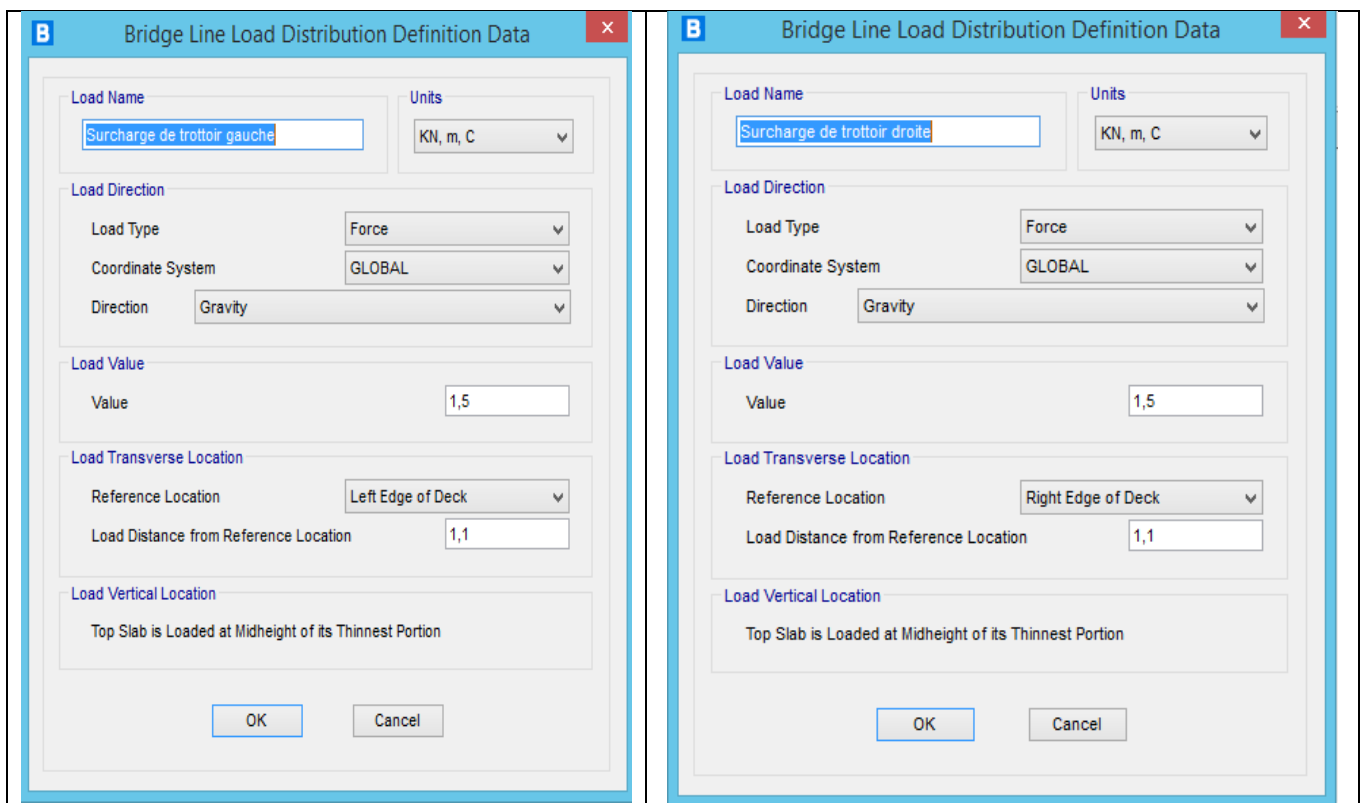 B Bridge Line Load Distribution Definition Data x
Load Name Units
Surcharge de trottoir gauche KN, m, C
Load Direction
Load Type Force
Coordinate System GLOBAL
Direction Gravity
Load Value
Value 1,5
Load Transverse Location
Reference Location Left Edge of Deck
Load Distance from Reference Location 1,1
Load Vertical Location
Top Slab is Loaded at Midheight of its Thinnest Portion
OK Cancel
B Bridge Line Load Distribution Definition Data x
Load Name Units
Surcharge de trottoir droite KN, m, C
Load Direction
Load Type Force
Coordinate System GLOBAL
Direction Gravity
Load Value
Value 1,5
Load Transverse Location
Reference Location Right Edge of Deck
Load Distance from Reference Location 1,1
Load Vertical Location
Top Slab is Loaded at Midheight of its Thinnest Portion
OK Cancel